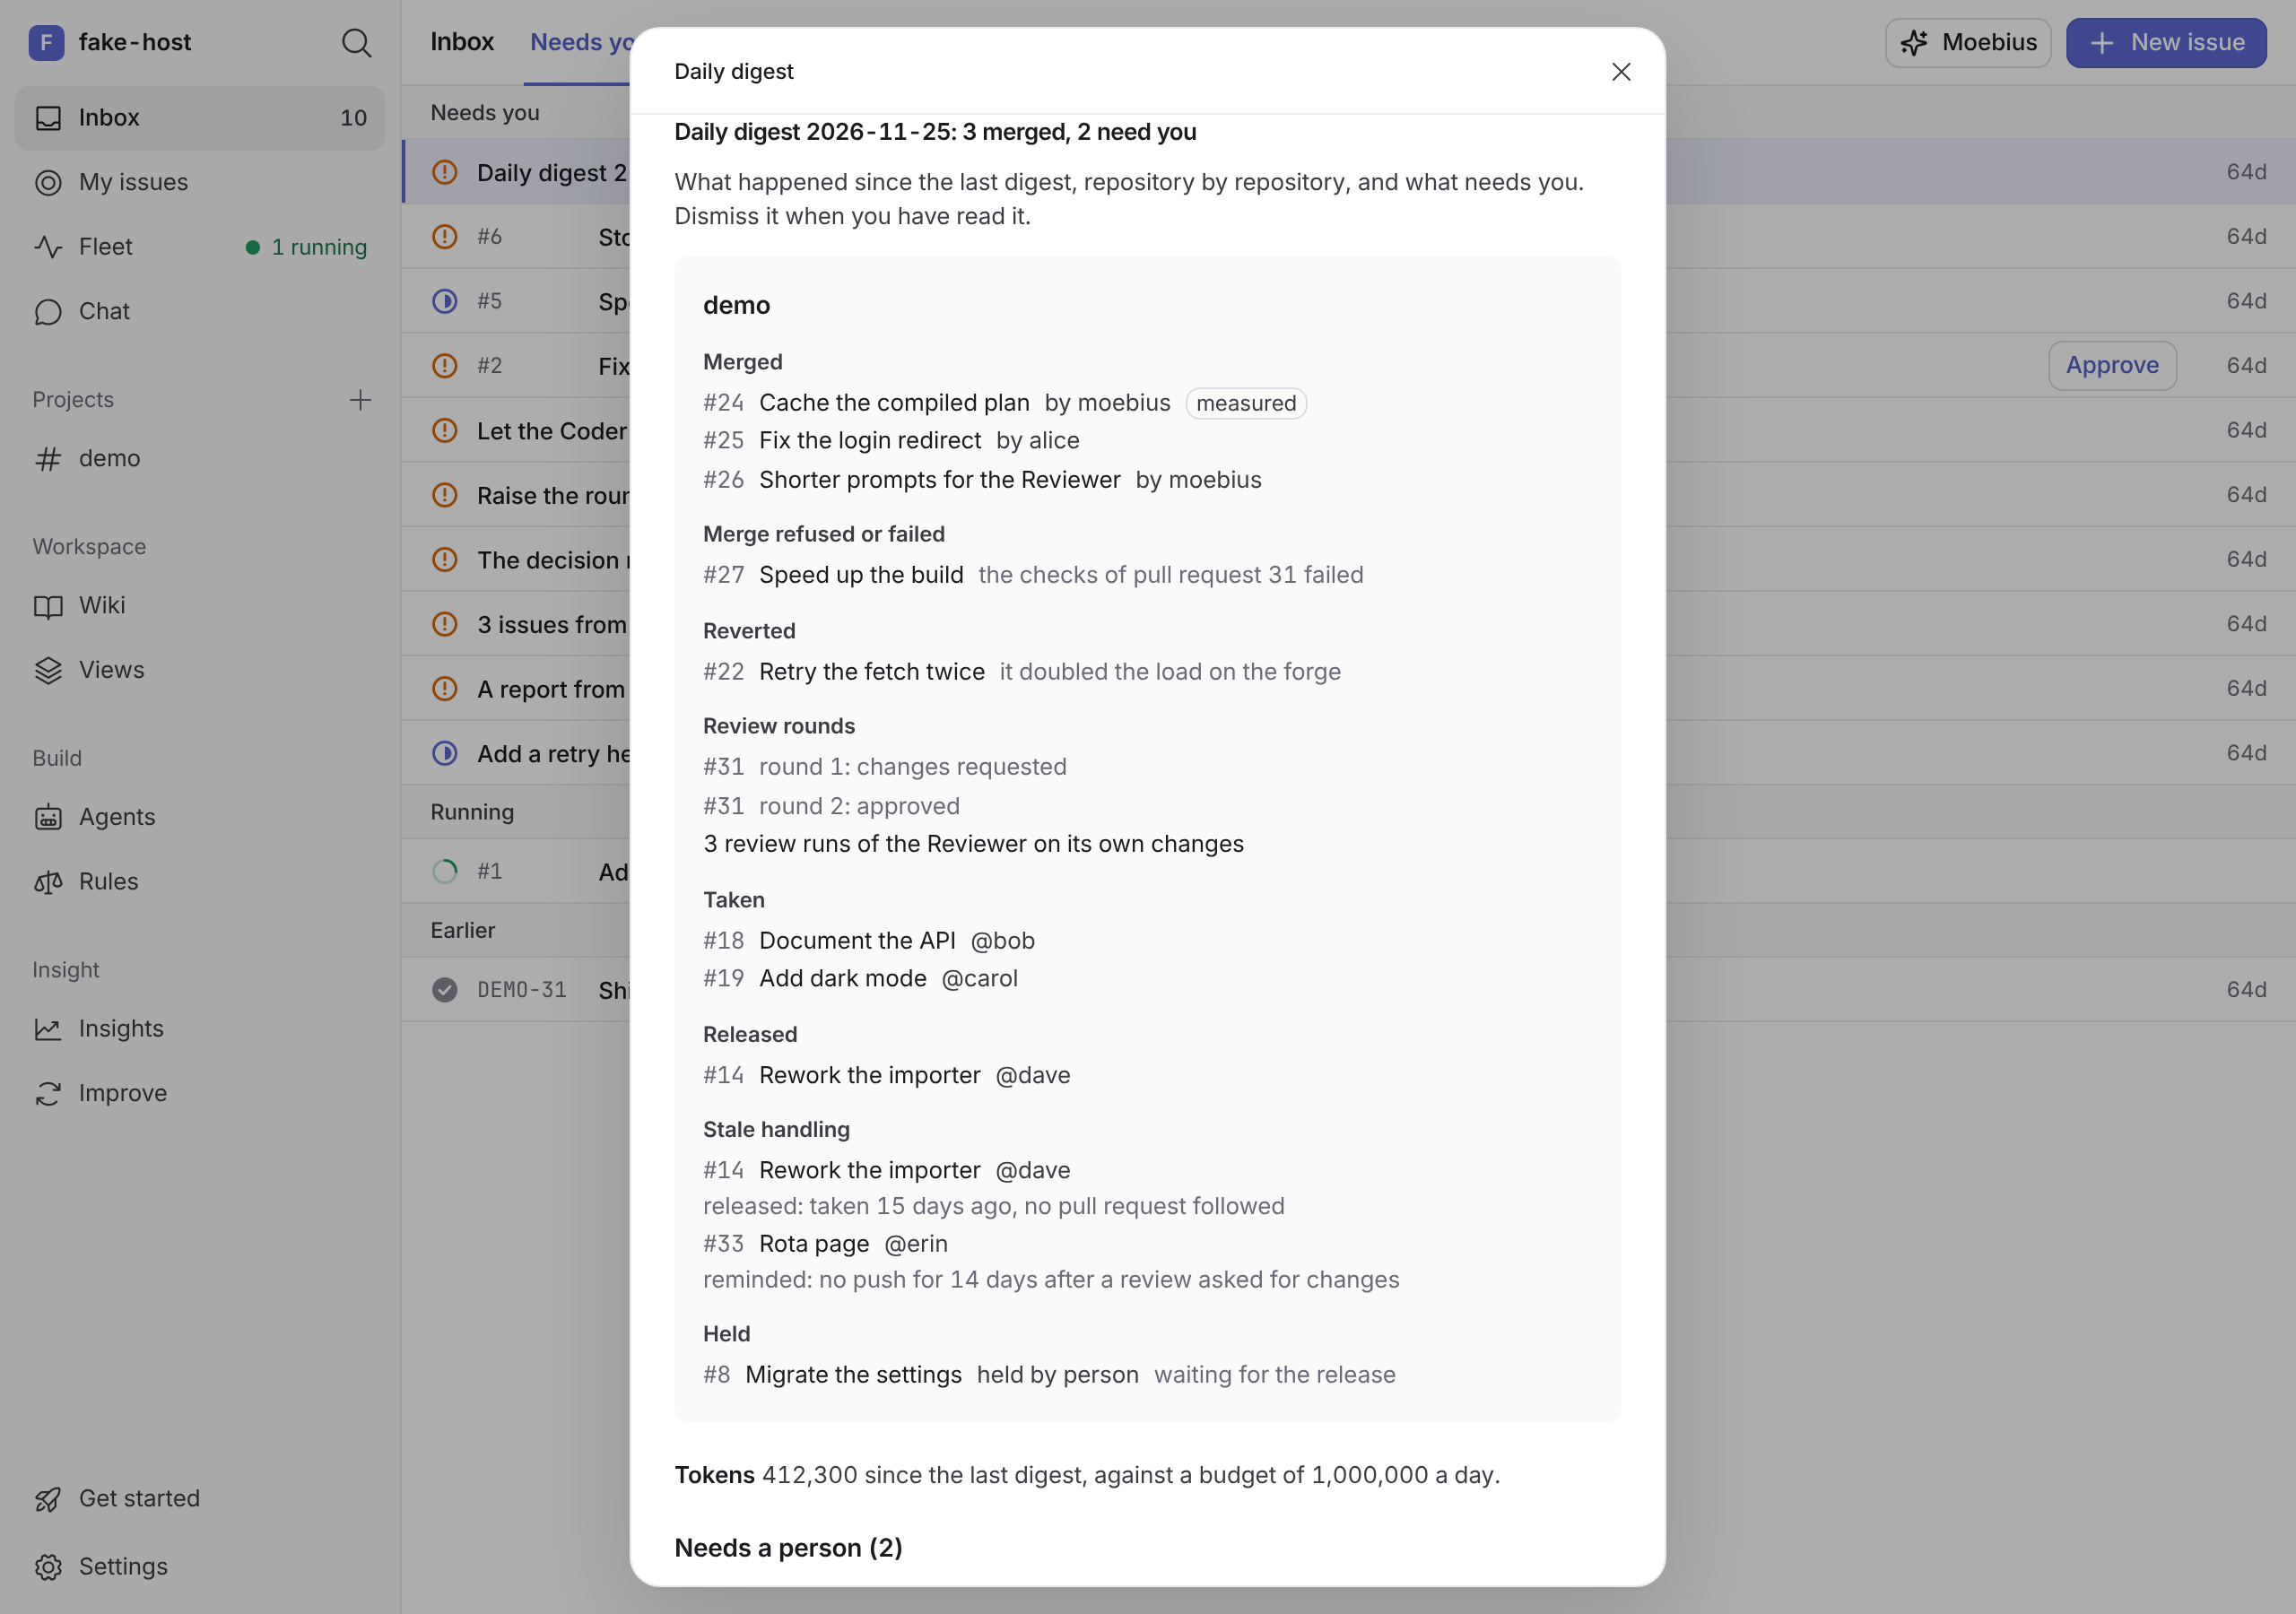 F fake-host
Inbox 10
My issues
Fleet 1 running
Chat
Projects
demo
Workspace
Wiki
Views
Build
Agents
Rules
Insight
Insights
Improve
Get started
Settings
Inbox Needs yo
Moebius New issue
Needs you
Daily digest 2 64d
#6 Sto 64d
#5 Spe 64d
#2 Fix Approve 64d
Let the Coder 64d
Raise the roun 64d
The decision r 64d
3 issues from 64d
A report from 64d
Add a retry he 64d
Running
#1 Ad
Earlier
DEMO-31 Shi 64d
Daily digest
Daily digest 2026-11-25: 3 merged, 2 need you
What happened since the last digest, repository by repository, and what needs you.
Dismiss it when you have read it.
demo
Merged
#24 Cache the compiled plan by moebius measured
#25 Fix the login redirect by alice
#26 Shorter prompts for the Reviewer by moebius
Merge refused or failed
#27 Speed up the build the checks of pull request 31 failed
Reverted
#22 Retry the fetch twice it doubled the load on the forge
Review rounds
#31 round 1: changes requested
#31 round 2: approved
3 review runs of the Reviewer on its own changes
Taken
#18 Document the API @bob
#19 Add dark mode @carol
Released
#14 Rework the importer @dave
Stale handling
#14 Rework the importer @dave
released: taken 15 days ago, no pull request followed
#33 Rota page @erin
reminded: no push for 14 days after a review asked for changes
Held
#8 Migrate the settings held by person waiting for the release
Tokens 412,300 since the last digest, against a budget of 1,000,000 a day.
Needs a person (2)